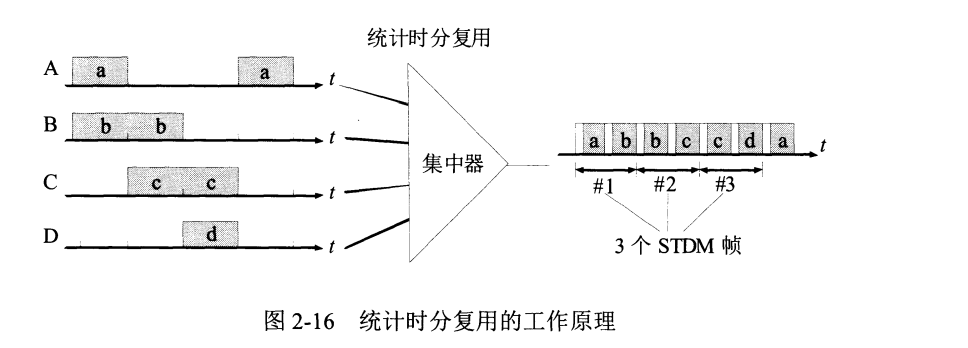 统计时分复用
A a a t
B b b t
C c c t
D d t
集中器
a b b c c d a t
#1 #2 #3
3 个 STDM 帧
图 2-16 统计时分复用的工作原理